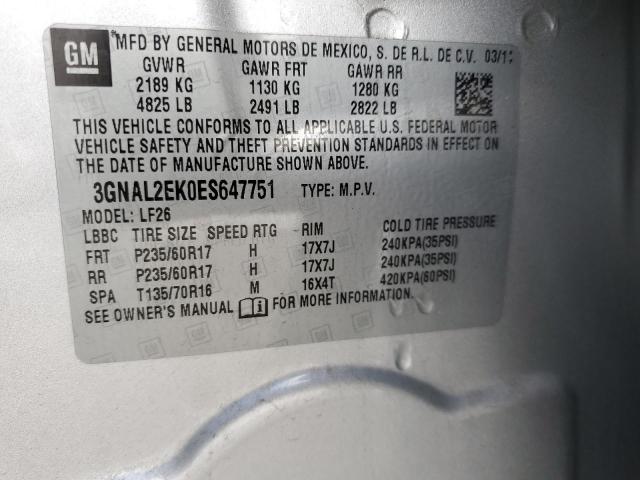 GM
*MFD BY GENERAL MOTORS DE MEXICO, S. DE R.L. DE C.V. 03/1
GVWR GAWR FRT GAWR RR
2189 KG 1130 KG 1280 KG
4825 LB 2491 LB 2822 LB
THIS VEHICLE CONFORMS TO ALL APPLICABLE U.S. FEDERAL MOTOR
VEHICLE SAFETY AND THEFT PREVENTION STANDARDS IN EFFECT ON
THE DATE OF MANUFACTURE SHOWN ABOVE.
3GNAL2EK0ES647751 TYPE: M.P.V.
MODEL: LF26
LBBC TIRE SIZE SPEED RTG RIM COLD TIRE PRESSURE
FRT P235/60R17 H 17X7J 240KPA(35PSI)
RR P235/60R17 H 17X7J 240KPA(35PSI)
SPA T135/70R16 M 16X4T 420KPA(60PSI)
SEE OWNER'S MANUAL FOR MORE INFORMATION.